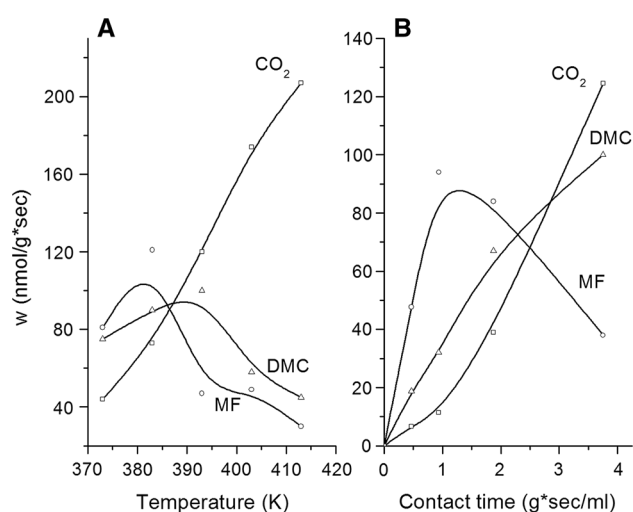 A
B
CO2
DMC
MF
w (nmol/g*sec)
200
160
120
80
40
370 380 390 400 410 420
Temperature (K)
CO2
DMC
MF
140
120
100
80
60
40
20
0
0 1 2 3 4
Contact time (g*sec/ml)